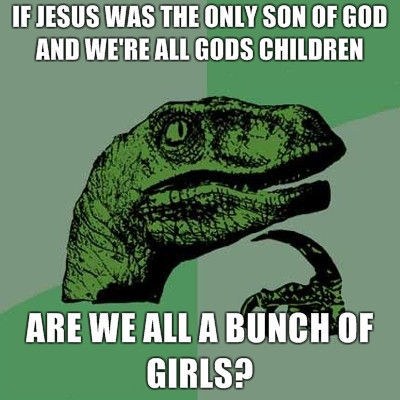 IF JESUS WAS THE ONLY SON OF GOD
AND WE'RE ALL GODS CHILDREN
ARE WE ALL A BUNCH OF
GIRLS?